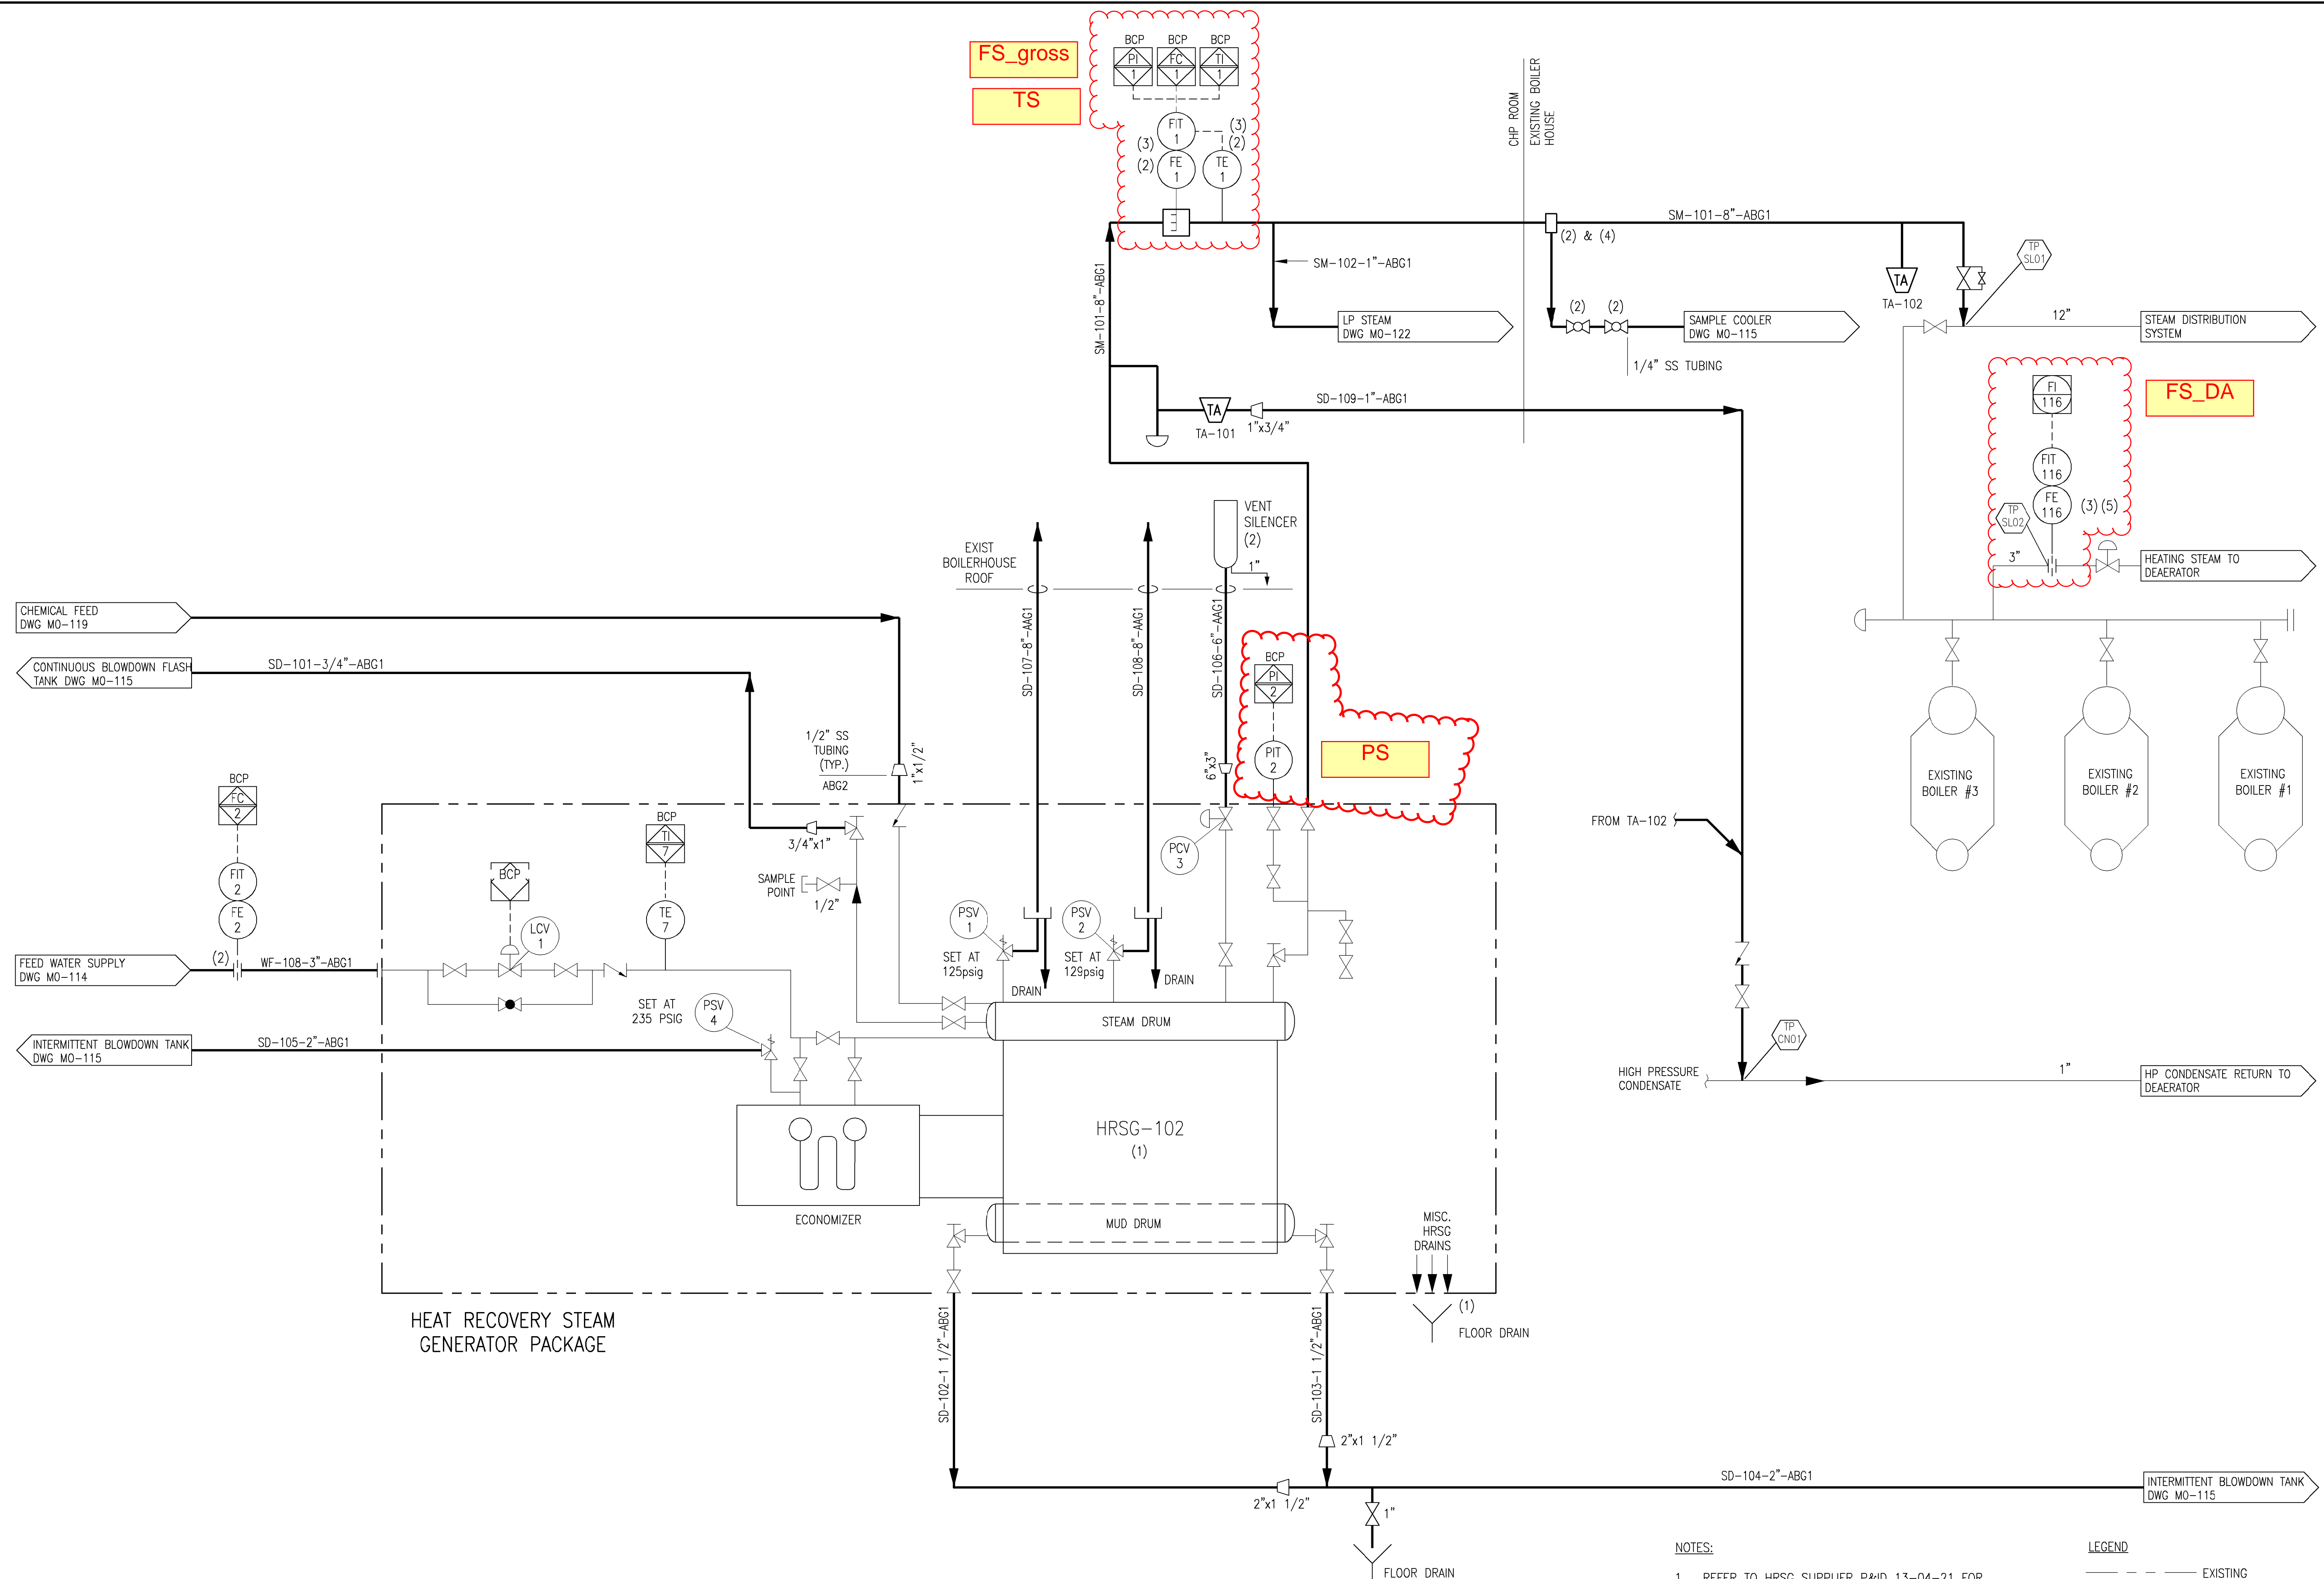 FS_gross
TS
BCP
BCP
BCP
PI
1
FC
1
TI
1
FIT
1
(3)
(3)
(2)
(2)
FE
1
TE
1
CHP ROOM
EXISTING BOILER
HOUSE
SM-101-8"-ABG1
(2) & (4)
SM-101-8"-ABG1
SM-102-1"-ABG1
TA
TA-102
TP
SL01
LP STEAM
DWG MO-122
(2)
(2)
SAMPLE COOLER
DWG MO-115
1/4" SS TUBING
12"
STEAM DISTRIBUTION
SYSTEM
FI
116
FS_DA
FIT
116
FE
116
(3)(5)
TP
SL02
3"
HEATING STEAM TO
DEAERATOR
TA
TA-101
1"x3/4"
SD-109-1"-ABG1
VENT
SILENCER
(2)
1"
EXIST
BOILERHOUSE
ROOF
SD-107-8"-AAG1
SD-108-8"-AAG1
SD-106-6"-AAG1
CHEMICAL FEED
DWG MO-119
CONTINUOUS BLOWDOWN FLASH
TANK DWG MO-115
SD-101-3/4"-ABG1
BCP
PI
2
PIT
2
PS
6"x3"
1/2" SS
TUBING
(TYP.)
ABG2
1"x1/2"
BCP
FC
2
BCP
TI
7
3/4"x1"
PCV
3
FROM TA-102
EXISTING
BOILER #3
EXISTING
BOILER #2
EXISTING
BOILER #1
FIT
2
FE
2
BCP
SAMPLE
POINT
1/2"
LCV
1
TE
7
PSV
1
PSV
2
SET AT
125psig
SET AT
129psig
DRAIN
DRAIN
FEED WATER SUPPLY
DWG MO-114
(2)
WF-108-3"-ABG1
SET AT
235 PSIG
PSV
4
STEAM DRUM
INTERMITTENT BLOWDOWN TANK
DWG MO-115
SD-105-2"-ABG1
TP
CN01
HIGH PRESSURE
CONDENSATE
1"
HP CONDENSATE RETURN TO
DEAERATOR
HRSG-102
(1)
ECONOMIZER
MUD DRUM
MISC.
HRSG
DRAINS
(1)
FLOOR DRAIN
HEAT RECOVERY STEAM
GENERATOR PACKAGE
SD-102-1 1/2"-ABG1
SD-103-1 1/2"-ABG1
2"x1 1/2"
2"x1 1/2"
SD-104-2"-ABG1
INTERMITTENT BLOWDOWN TANK
DWG MO-115
1"
FLOOR DRAIN
NOTES:
1. REFER TO HRSG SUPPLIER P&ID 13-04-21 FOR
LEGEND
EXISTING